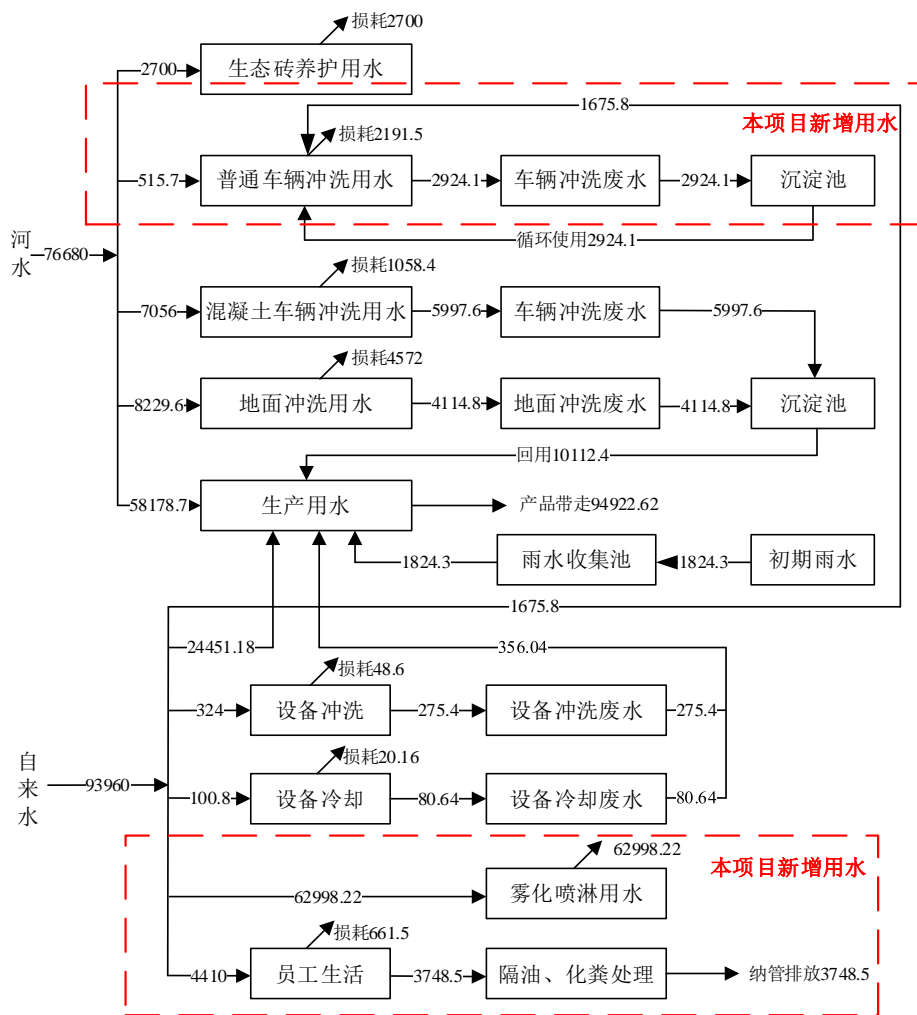 损耗2700
2700
生态砖养护用水
1675.8
本项目新增用水
损耗2191.5
515.7
普通车辆冲洗用水
2924.1
车辆冲洗废水
2924.1
沉淀池
循环使用2924.1
河水
76680
损耗1058.4
7056
混凝土车辆冲洗用水
5997.6
车辆冲洗废水
5997.6
损耗4572
8229.6
地面冲洗用水
4114.8
地面冲洗废水
4114.8
沉淀池
回用10112.4
58178.7
生产用水
产品带走94922.62
1824.3
雨水收集池
1824.3
初期雨水
1675.8
24451.18
356.04
损耗48.6
324
设备冲洗
275.4
设备冲洗废水
275.4
自来水
93960
损耗20.16
100.8
设备冷却
80.64
设备冷却废水
80.64
62998.22
本项目新增用水
62998.22
雾化喷淋用水
损耗661.5
4410
员工生活
3748.5
隔油、化粪处理
纳管排放3748.5